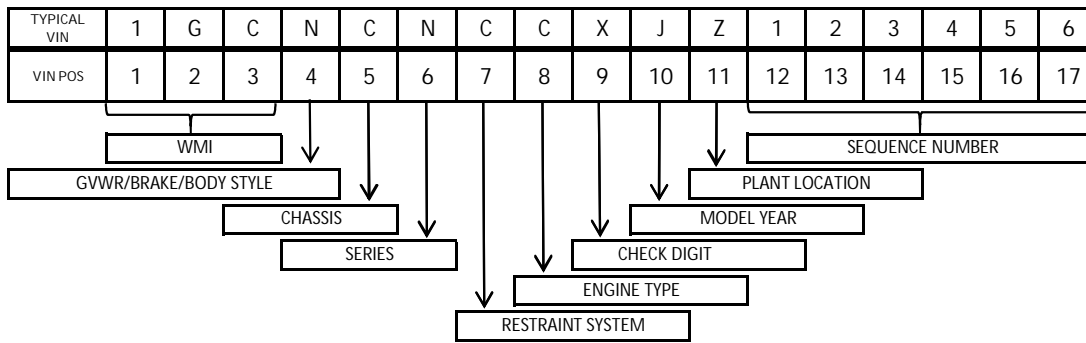 TYPICAL VIN 1 G C N C N C C X J Z 1 2 3 4 5 6
VIN POS 1 2 3 4 5 6 7 8 9 10 11 12 13 14 15 16 17
WMI SEQUENCE NUMBER
GVWR/BRAKE/BODY STYLE PLANT LOCATION
CHASSIS MODEL YEAR
SERIES CHECK DIGIT
ENGINE TYPE
RESTRAINT SYSTEM